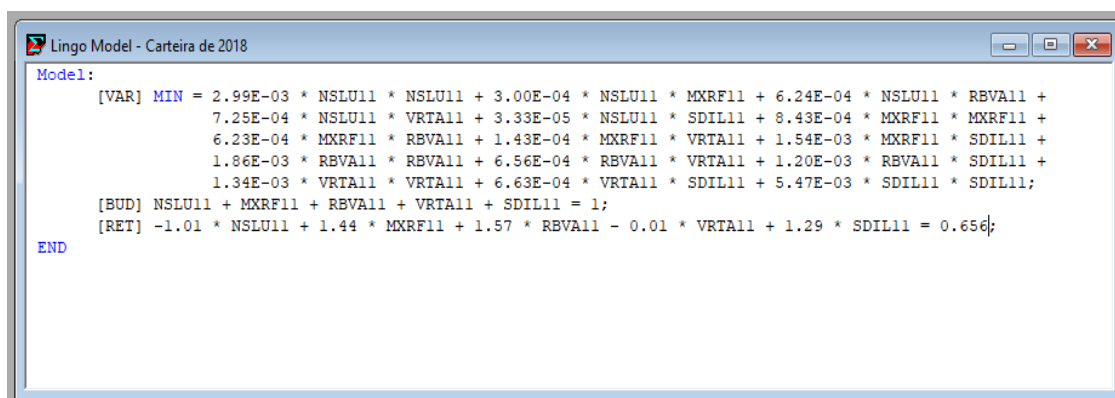 Lingo Model - Carteira de 2018
Model:
[VAR] MIN = 2.99E-03 * NSLU11 * NSLU11 + 3.00E-04 * NSLU11 * MXRF11 + 6.24E-04 * NSLU11 * RBVA11 +
7.25E-04 * NSLU11 * VRTA11 + 3.33E-05 * NSLU11 * SDIL11 + 8.43E-04 * MXRF11 * MXRF11 +
6.23E-04 * MXRF11 * RBVA11 + 1.43E-04 * MXRF11 * VRTA11 + 1.54E-03 * MXRF11 * SDIL11 +
1.86E-03 * RBVA11 * RBVA11 + 6.56E-04 * RBVA11 * VRTA11 + 1.20E-03 * RBVA11 * SDIL11 +
1.34E-03 * VRTA11 * VRTA11 + 6.63E-04 * VRTA11 * SDIL11 + 5.47E-03 * SDIL11 * SDIL11;
[BUD] NSLU11 + MXRF11 + RBVA11 + VRTA11 + SDIL11 = 1;
[RET] -1.01 * NSLU11 + 1.44 * MXRF11 + 1.57 * RBVA11 - 0.01 * VRTA11 + 1.29 * SDIL11 = 0.656;
END